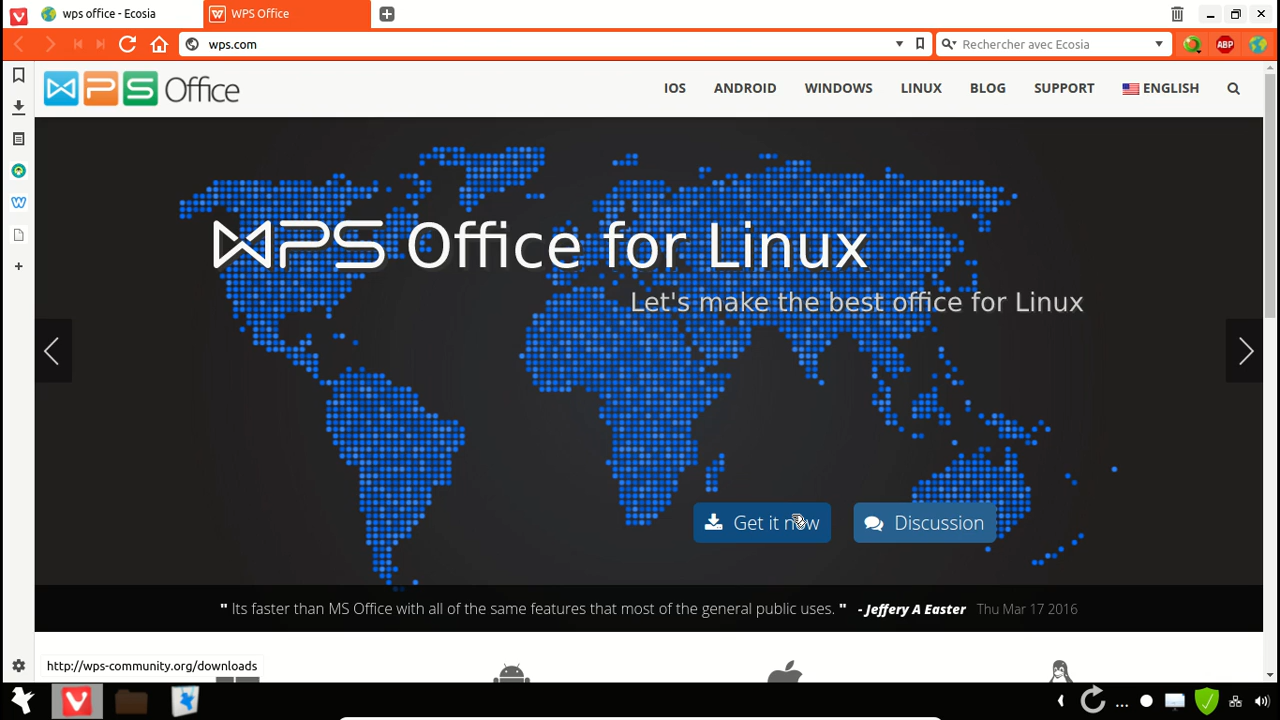 wps office - Ecosia
WPS Office
wps.com
Rechercher avec Ecosia
ABP
WPS Office
IOS
ANDROID
WINDOWS
LINUX
BLOG
SUPPORT
ENGLISH
WPS Office for Linux
Let's make the best office for Linux
Get it now
Discussion
" Its faster than MS Office with all of the same features that most of the general public uses. " - Jeffery A Easter Thu Mar 17 2016
http://wps-community.org/downloads